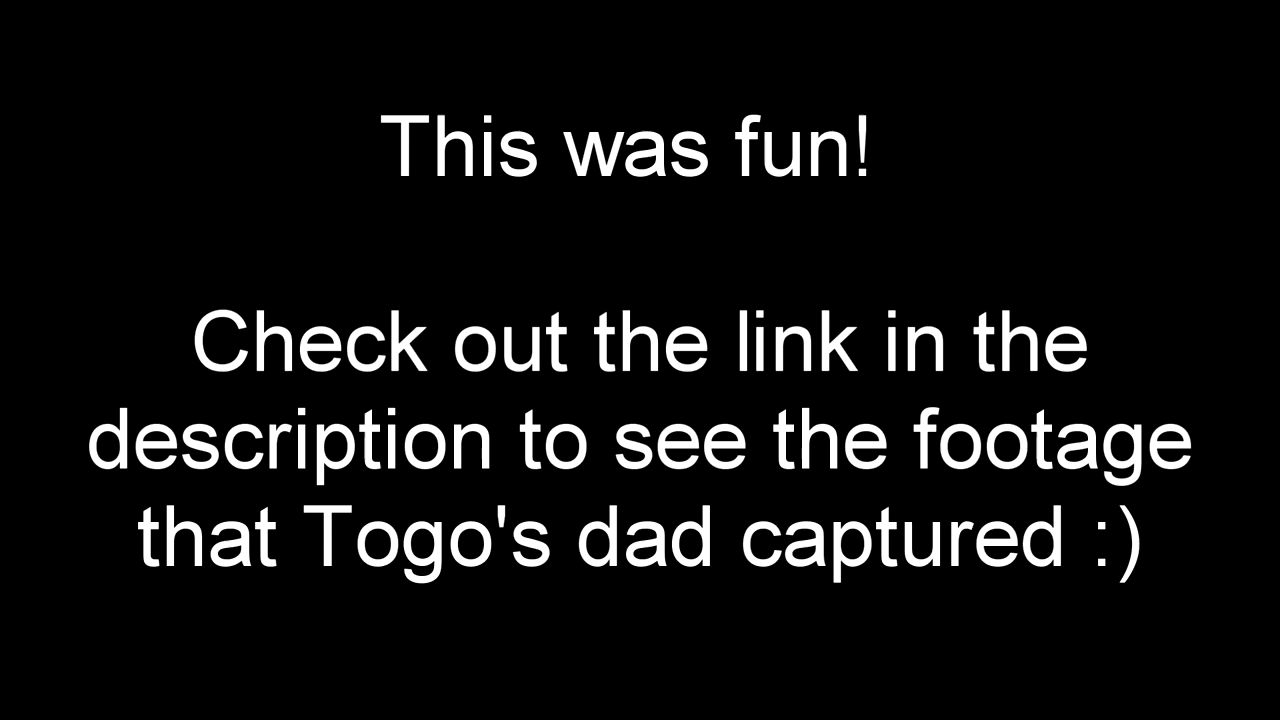 This was fun!
Check out the link in the
description to see the footage
that Togo's dad captured :)